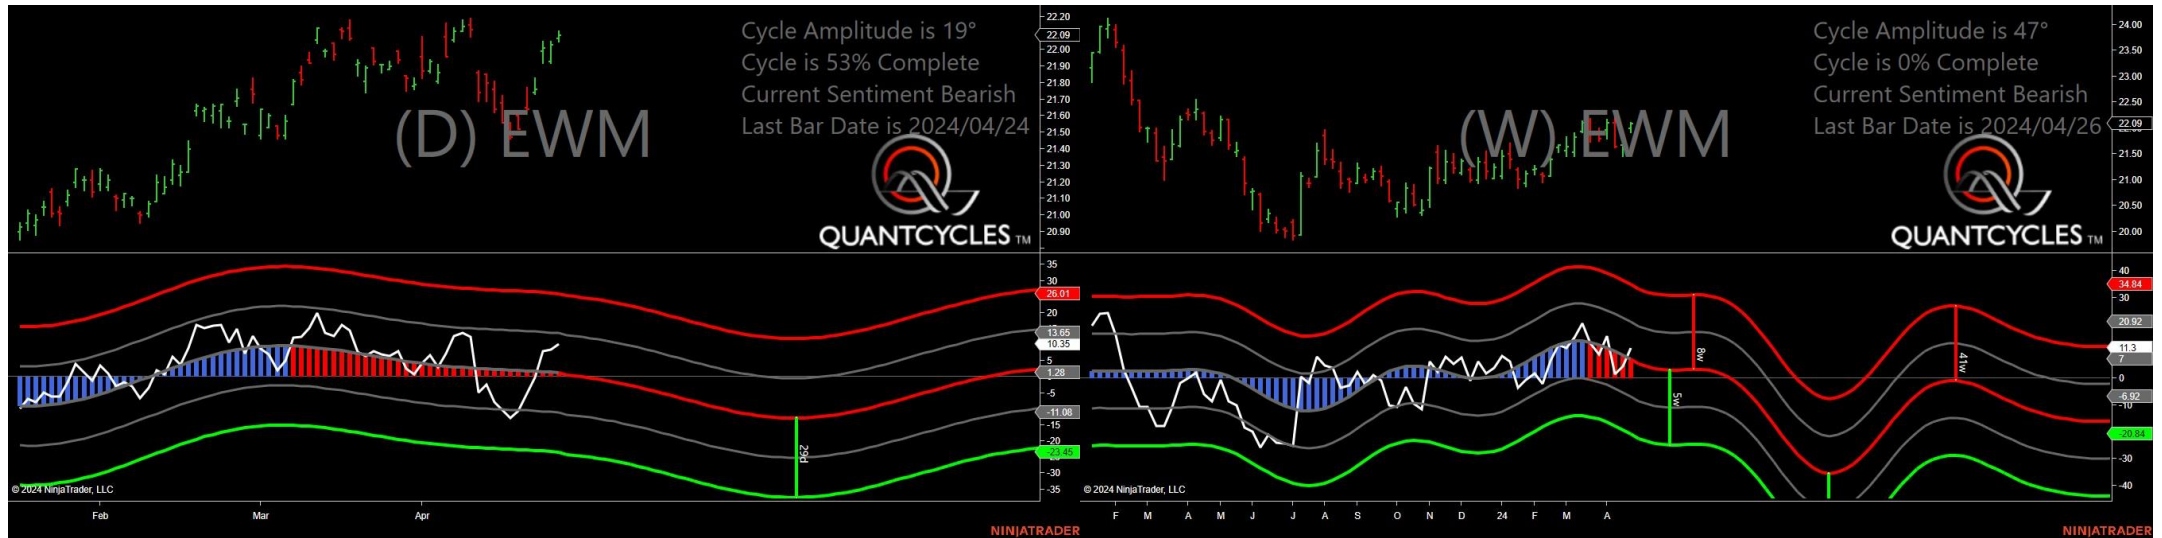 Cycle Amplitude is 19°
Cycle is 53% Complete
Current Sentiment Bearish
Last Bar Date is 2024/04/24
(D) EWM
QUANTCYCLES TM
22.20
22.09
22.00
21.90
21.80
21.70
21.60
21.50
21.40
21.30
21.20
21.10
21.00
20.90
35
30
26.01
20
13.65
10.35
5
1.28
-5
-11.08
-15
-20
-23.45
-30
-35
29d
© 2024 NinjaTrader, LLC
Feb Mar Apr
NINJATRADER
Cycle Amplitude is 47°
Cycle is 0% Complete
Current Sentiment Bearish
Last Bar Date is 2024/04/26
(W) EWM
QUANTCYCLES TM
24.00
23.50
23.00
22.50
22.09
21.50
21.00
20.50
20.00
40
34.84
30
20.92
11.3
7
0
-6.92
-10
-20.84
-30
-40
8w
5w
41w
© 2024 NinjaTrader, LLC
F M A M J J A S O N D 24 F M A
NINJATRADER